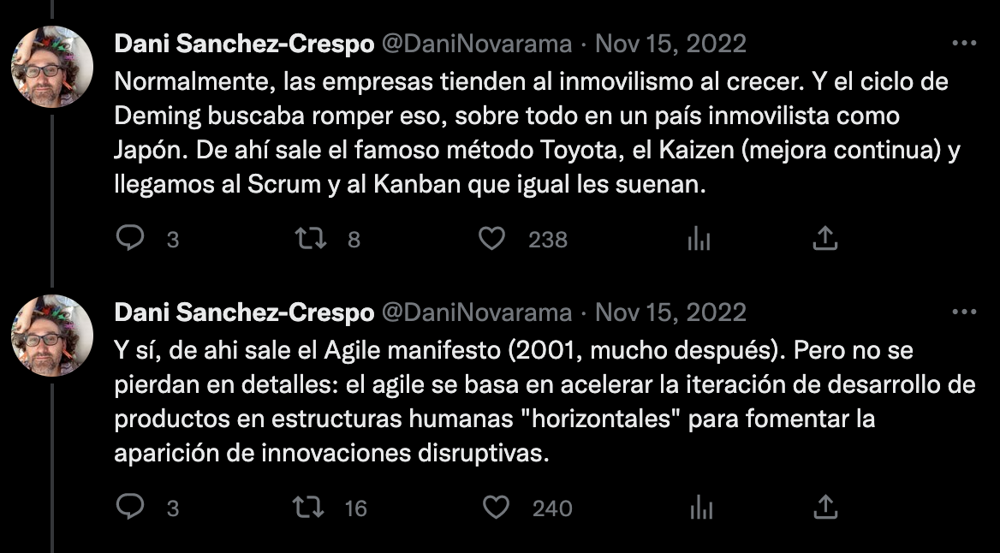 Dani Sanchez-Crespo @DaniNovarama · Nov 15, 2022
Normalmente, las empresas tienden al inmovilismo al crecer. Y el ciclo de
Deming buscaba romper eso, sobre todo en un país inmovilista como
Japón. De ahí sale el famoso método Toyota, el Kaizen (mejora continua) y
llegamos al Scrum y al Kanban que igual les suenan.
3 8 238
Dani Sanchez-Crespo @DaniNovarama · Nov 15, 2022
Y sí, de ahi sale el Agile manifesto (2001, mucho después). Pero no se
pierdan en detalles: el agile se basa en acelerar la iteración de desarrollo de
productos en estructuras humanas "horizontales" para fomentar la
aparición de innovaciones disruptivas.
3 16 240